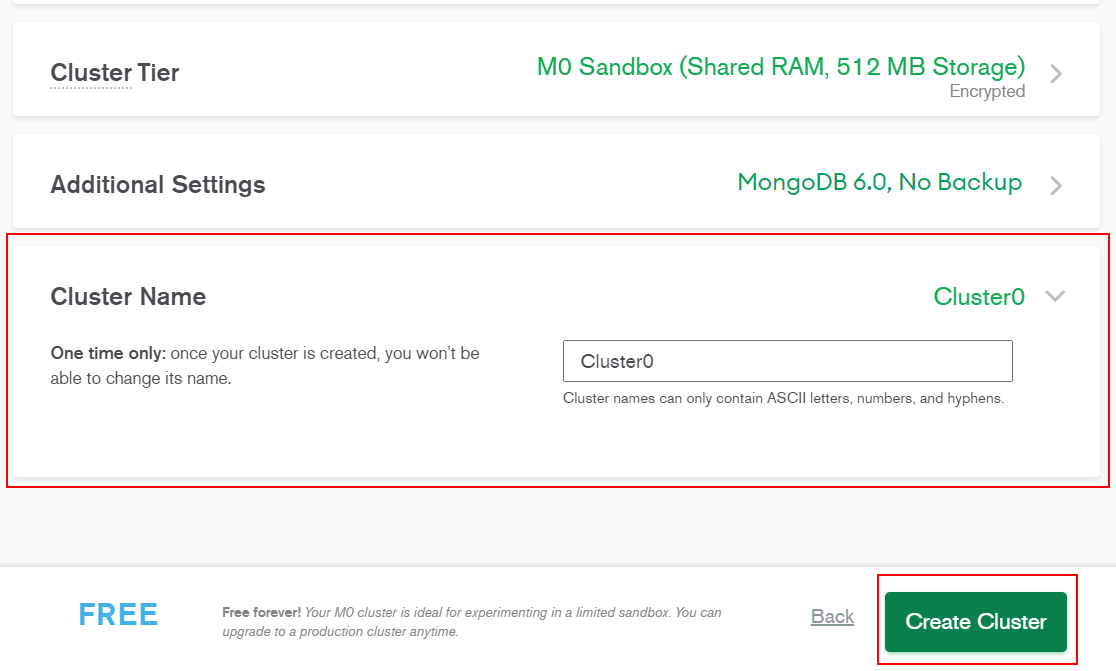 Cluster Tier
M0 Sandbox (Shared RAM, 512 MB Storage)
Encrypted
Additional Settings
MongoDB 6.0, No Backup
Cluster Name
Cluster0
One time only: once your cluster is created, you won't be
able to change its name.
Cluster0
Cluster names can only contain ASCII letters, numbers, and hyphens.
FREE
Free forever! Your M0 cluster is ideal for experimenting in a limited sandbox. You can
upgrade to a production cluster anytime.
Back
Create Cluster